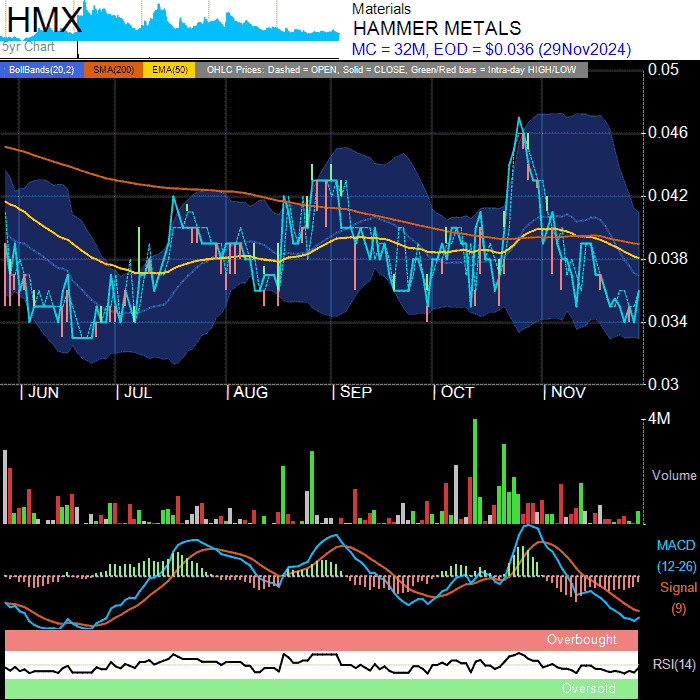 HMX
5yr Chart
Materials
HAMMER METALS
MC = 32M, EOD = $0.036 (29Nov2024)
BollBands(20,2) SMA(200) EMA(50) OHLC Prices: Dashed = OPEN, Solid = CLOSE, Green/Red bars = Intra-day HIGH/LOW
0.05
0.046
0.042
0.038
0.034
0.03
| JUN | JUL | AUG | SEP | OCT | NOV
4M
Volume
MACD
(12-26)
Signal
(9)
Overbought
RSI(14)
Oversold